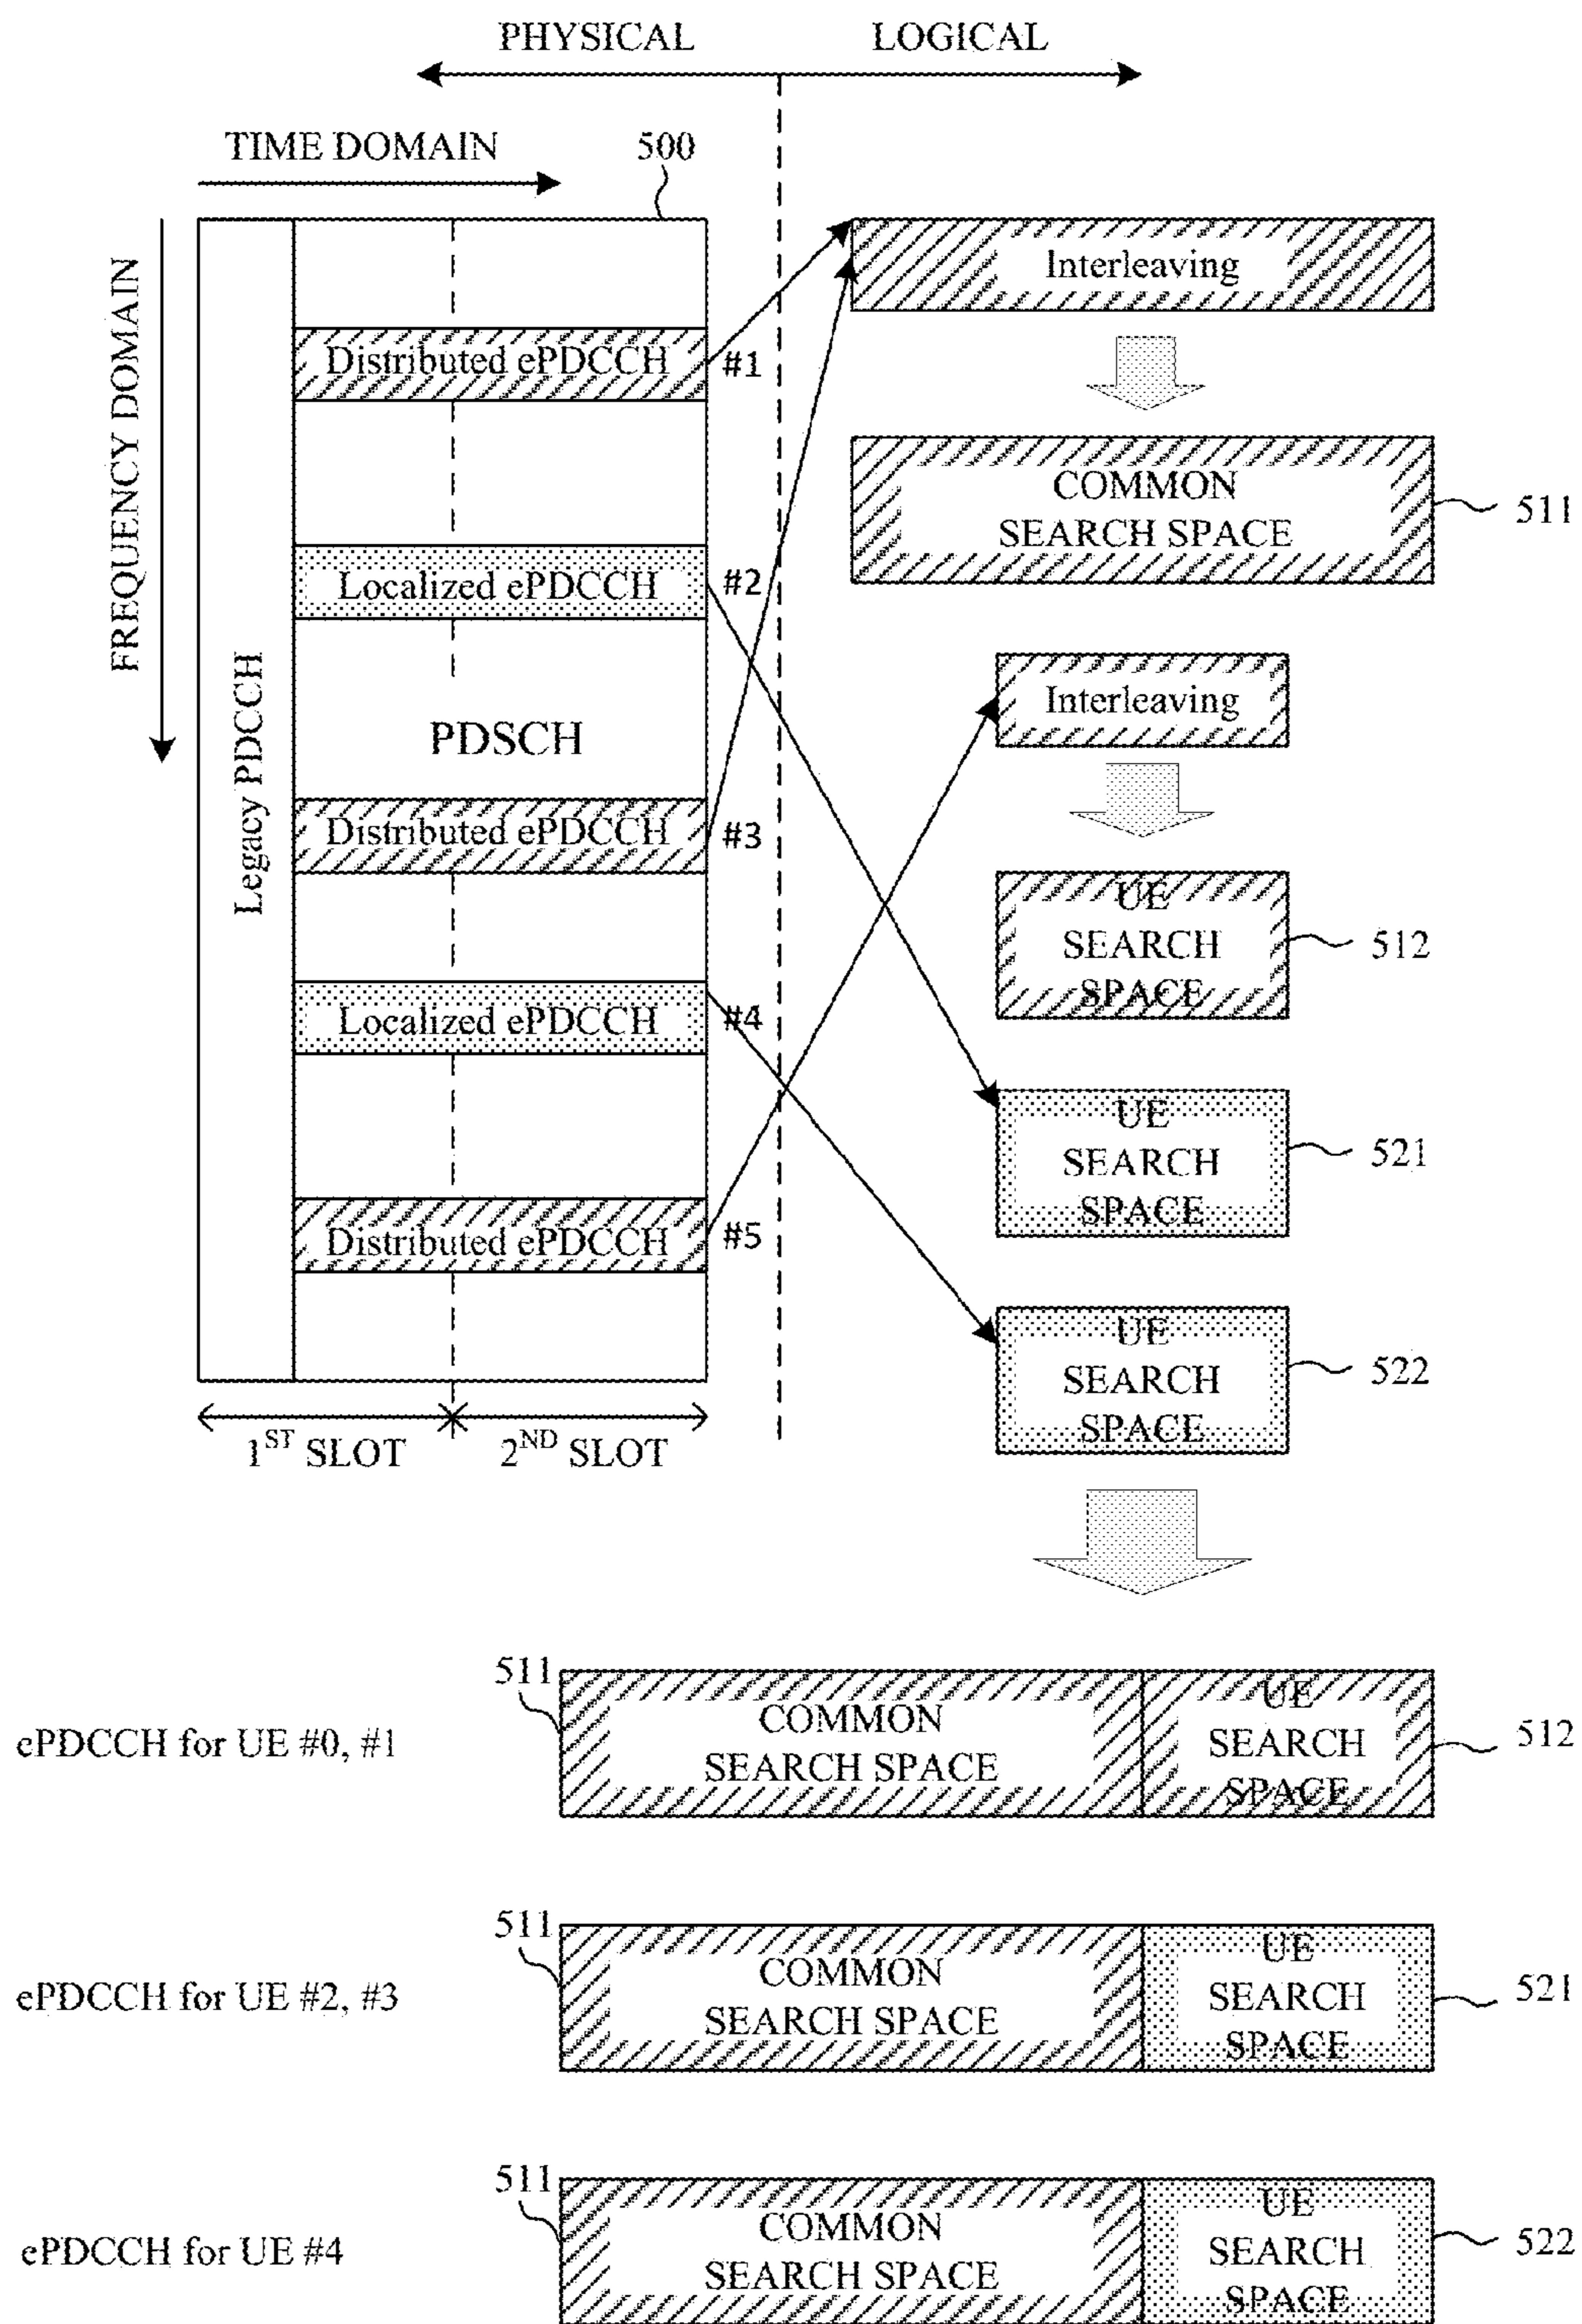 PHYSICAL
LOGICAL
TIME DOMAIN
500
FREQUENCY DOMAIN
Legacy PDCCH
Distributed ePDCCH
#1
Localized ePDCCH
#2
PDSCH
Distributed ePDCCH
#3
Localized ePDCCH
#4
Distributed ePDCCH
#5
1ST SLOT
2ND SLOT
Interleaving
COMMON
SEARCH SPACE
511
Interleaving
UE
SEARCH
SPACE
512
UE
SEARCH
SPACE
521
UE
SEARCH
SPACE
522
ePDCCH for UE #0, #1
511
COMMON
SEARCH SPACE
UE
SEARCH
SPACE
512
ePDCCH for UE #2, #3
511
COMMON
SEARCH SPACE
UE
SEARCH
SPACE
521
ePDCCH for UE #4
511
COMMON
SEARCH SPACE
UE
SEARCH
SPACE
522